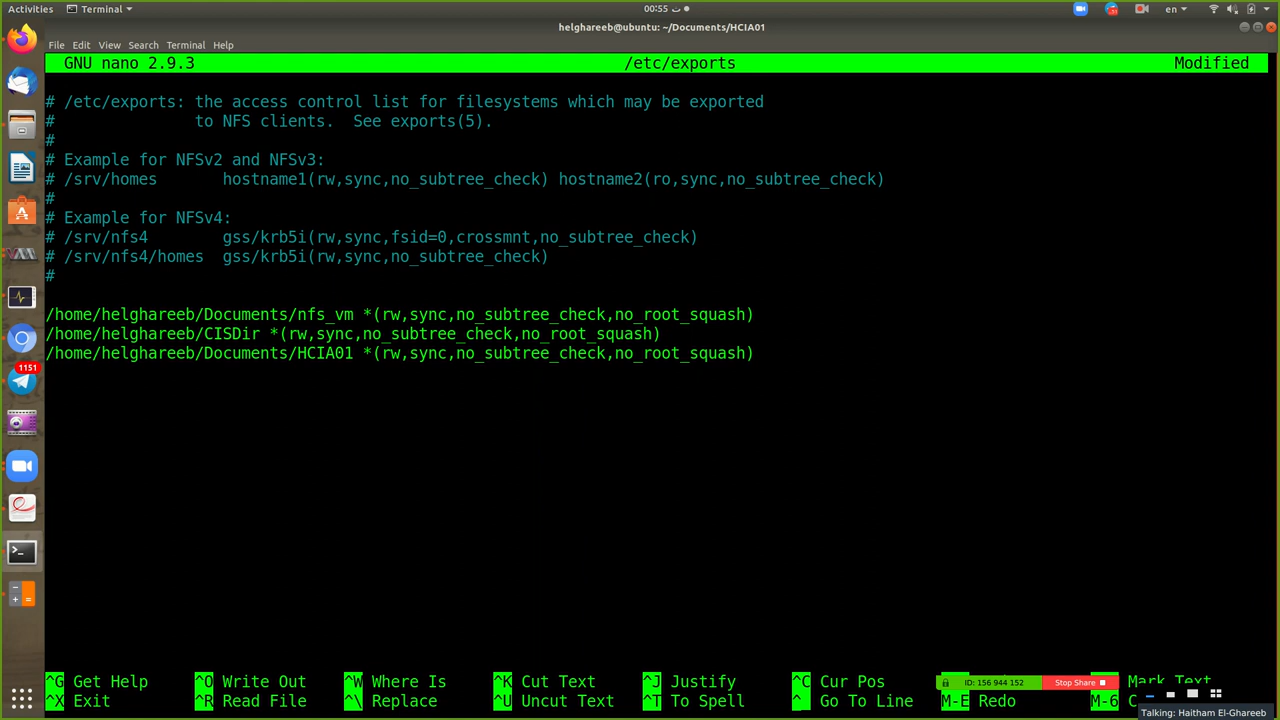 Activities Terminal 00:55 ت en
helghareeb@ubuntu: ~/Documents/HCIA01
File Edit View Search Terminal Help
GNU nano 2.9.3 /etc/exports Modified
# /etc/exports: the access control list for filesystems which may be exported
# to NFS clients. See exports(5).
#
# Example for NFSv2 and NFSv3:
# /srv/homes hostname1(rw,sync,no_subtree_check) hostname2(ro,sync,no_subtree_check)
#
# Example for NFSv4:
# /srv/nfs4 gss/krb5i(rw,sync,fsid=0,crossmnt,no_subtree_check)
# /srv/nfs4/homes gss/krb5i(rw,sync,no_subtree_check)
#
/home/helghareeb/Documents/nfs_vm *(rw,sync,no_subtree_check,no_root_squash)
/home/helghareeb/CISDir *(rw,sync,no_subtree_check,no_root_squash)
/home/helghareeb/Documents/HCIA01 *(rw,sync,no_subtree_check,no_root_squash)
1151
^G Get Help ^O Write Out ^W Where Is ^K Cut Text ^J Justify ^C Cur Pos ID: 156 944 152 Stop Share Mark Text
^X Exit ^R Read File ^\ Replace ^U Uncut Text ^T To Spell ^_ Go To Line M-E Redo M-6
Talking: Haitham El-Ghareeb